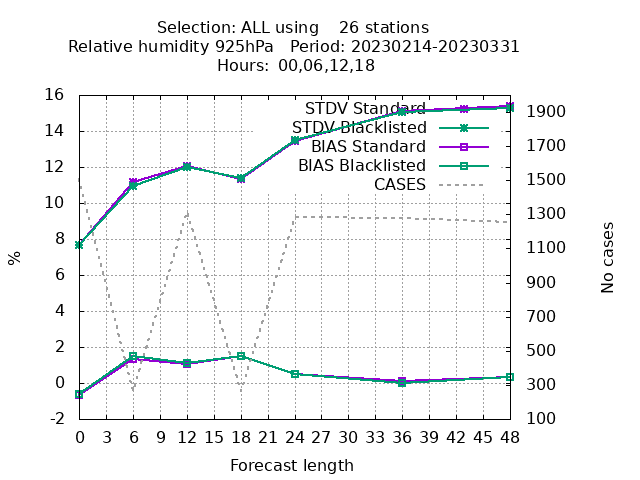 Selection: ALL using    26 stations
Relative humidity 925hPa   Period: 20230214-20230331
Hours:  00,06,12,18
STDV Standard
STDV Blacklisted
BIAS Standard
BIAS Blacklisted
CASES
16
14
12
10
8
6
4
2
0
-2
%
1900
1700
1500
1300
1100
900
700
500
300
100
No cases
0 3 6 9 12 15 18 21 24 27 30 33 36 39 42 45 48
Forecast length